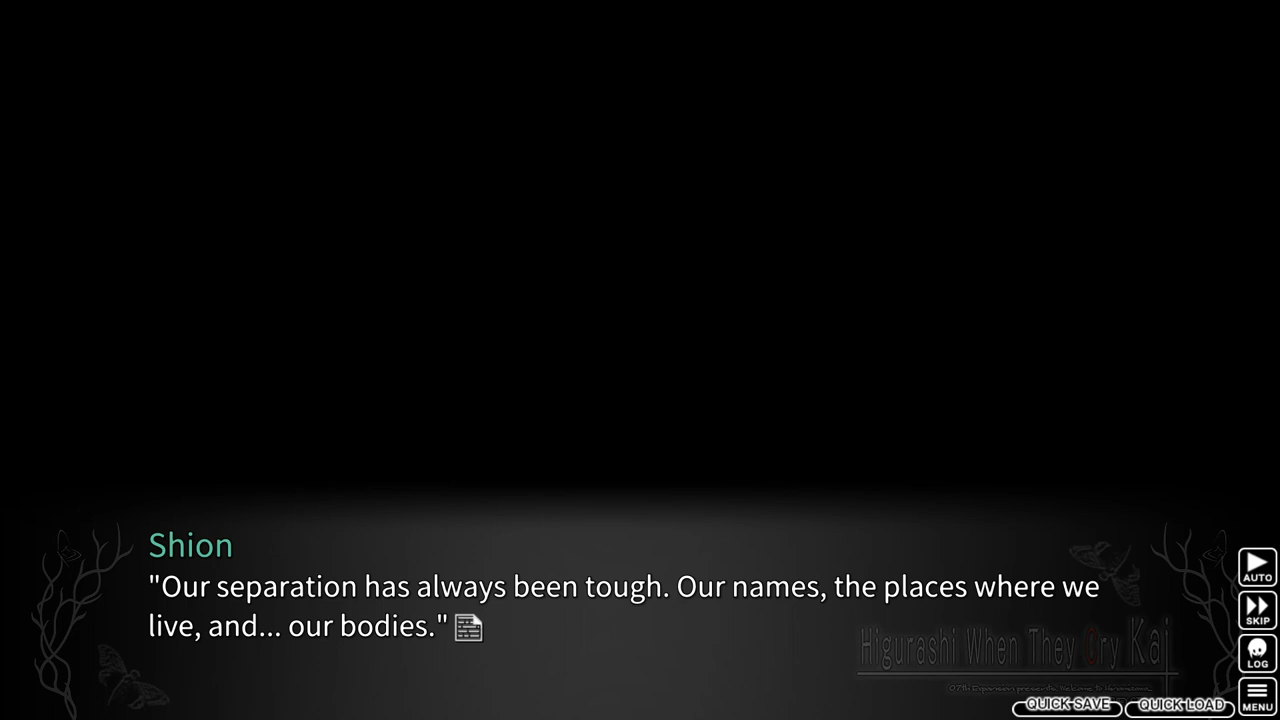 Shion
"Our separation has always been tough. Our names, the places where we
live, and... our bodies."
Higurashi When They Cry Kai
AUTO
SKIP
LOG
MENU
QUICK SAVE
QUICK LOAD